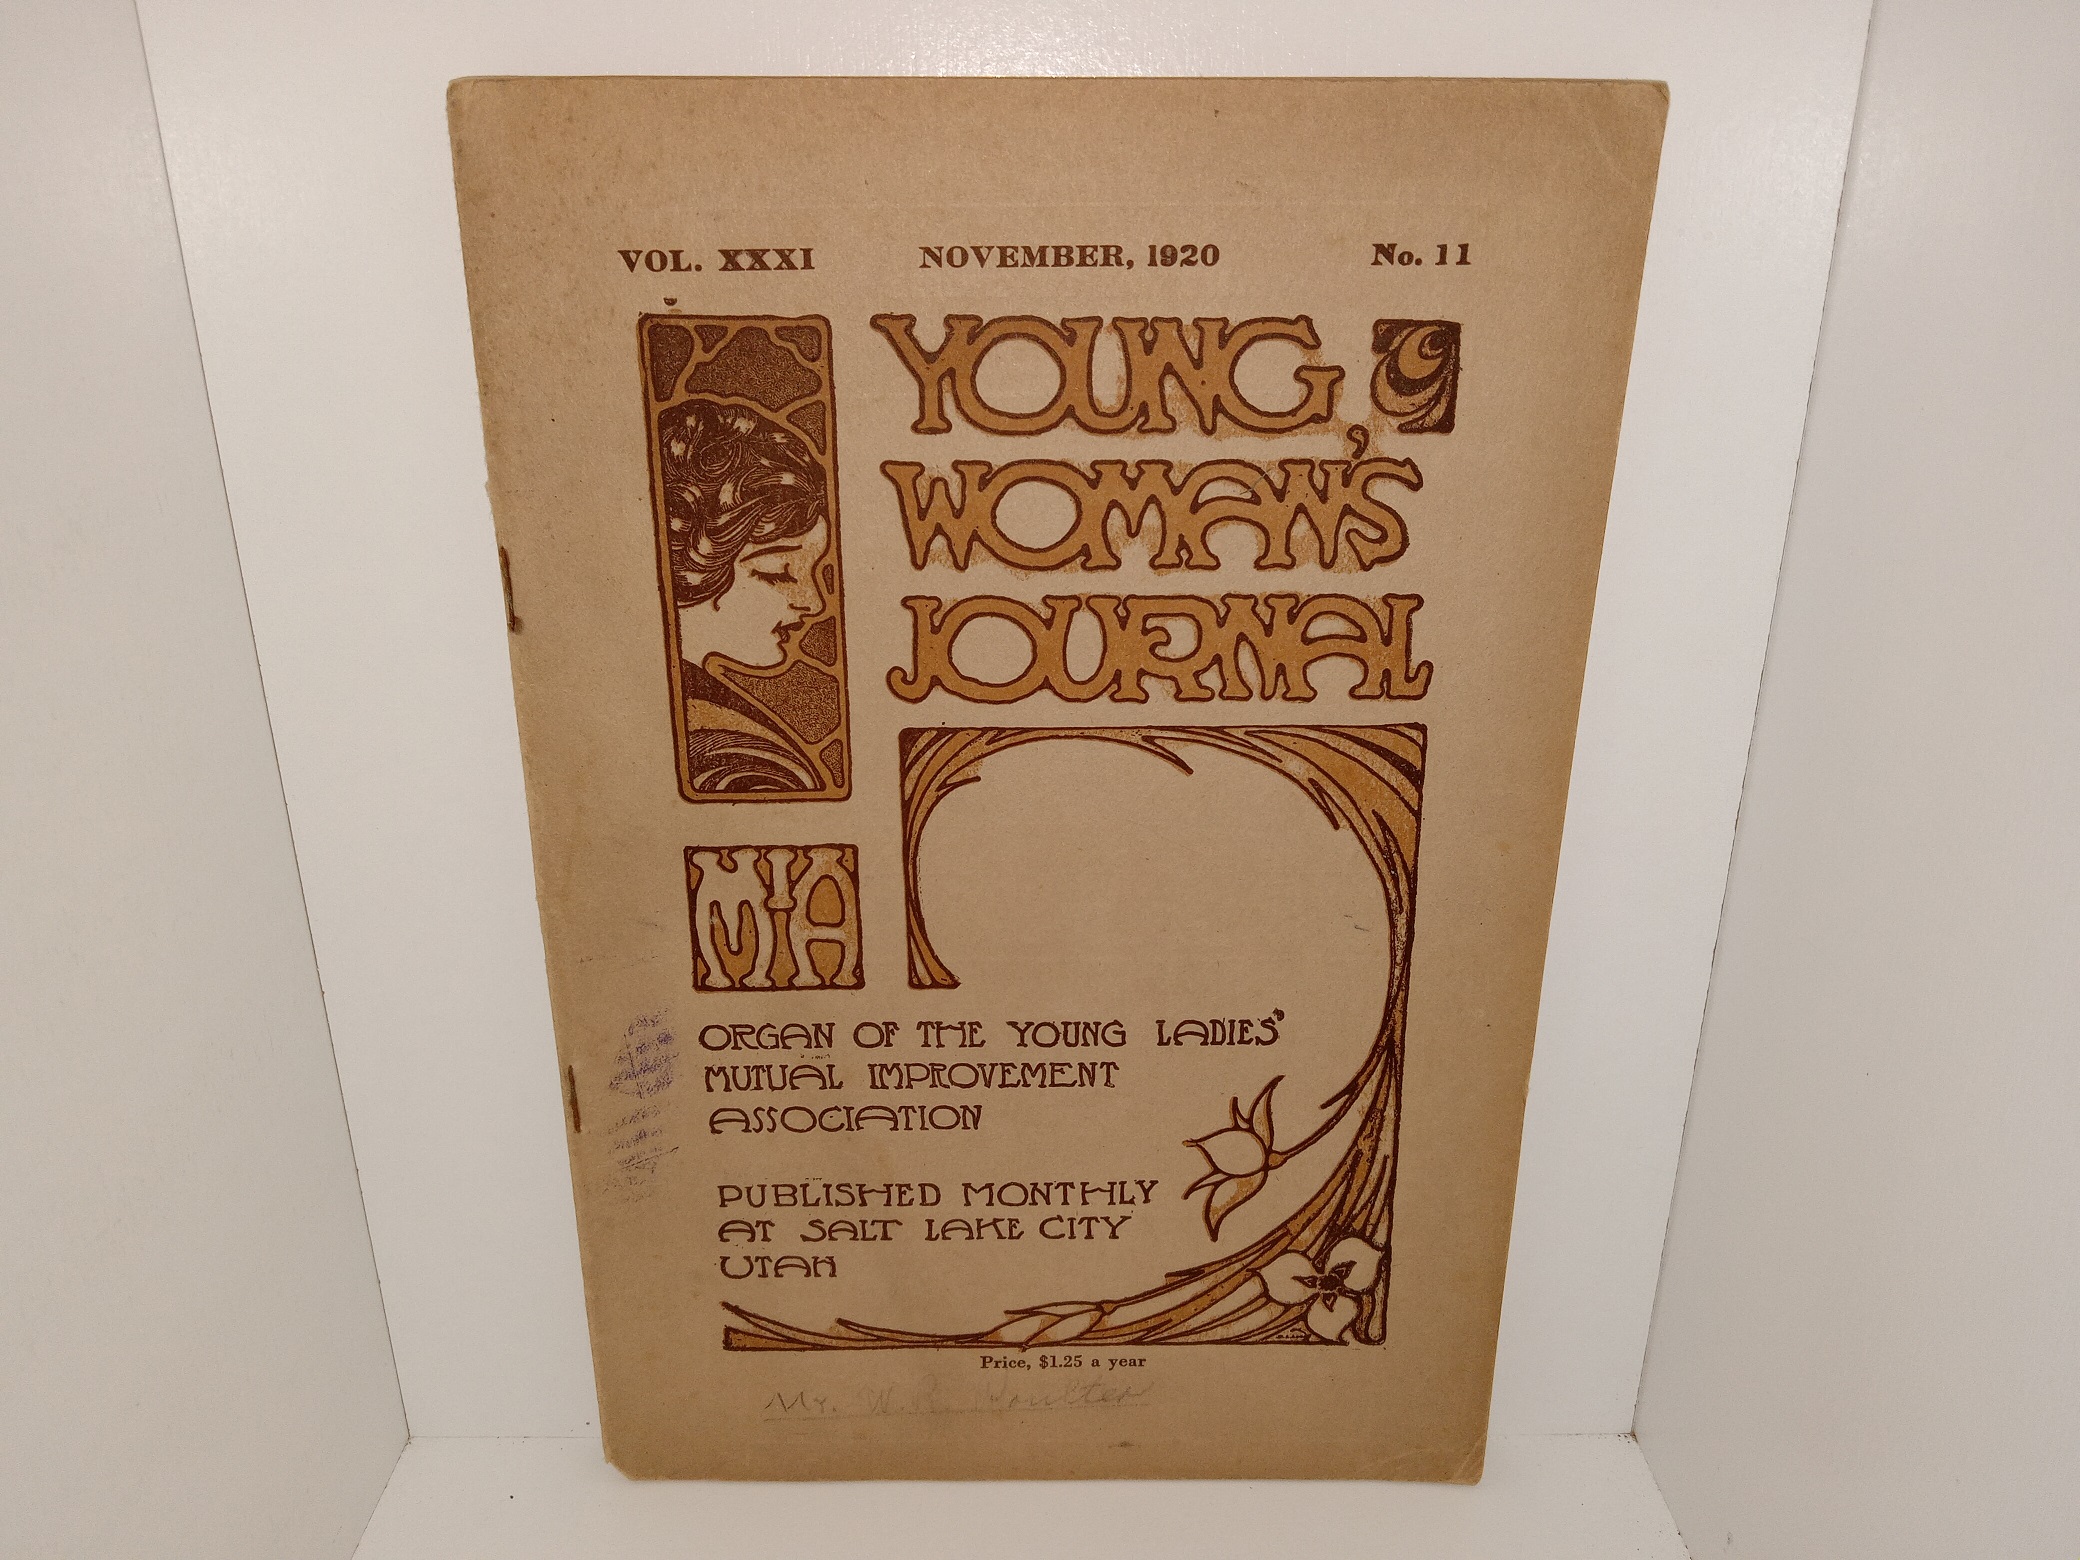 VOL. XXXI NOVEMBER, 1920 No. 11
YOUNG
WOMAN'S
JOURNAL
MIA
ORGAN OF THE YOUNG LADIES'
MUTUAL IMPROVEMENT
ASSOCIATION
PUBLISHED MONTHLY
AT SALT LAKE CITY
UTAH
Price, $1.25 a year
Mr. W.